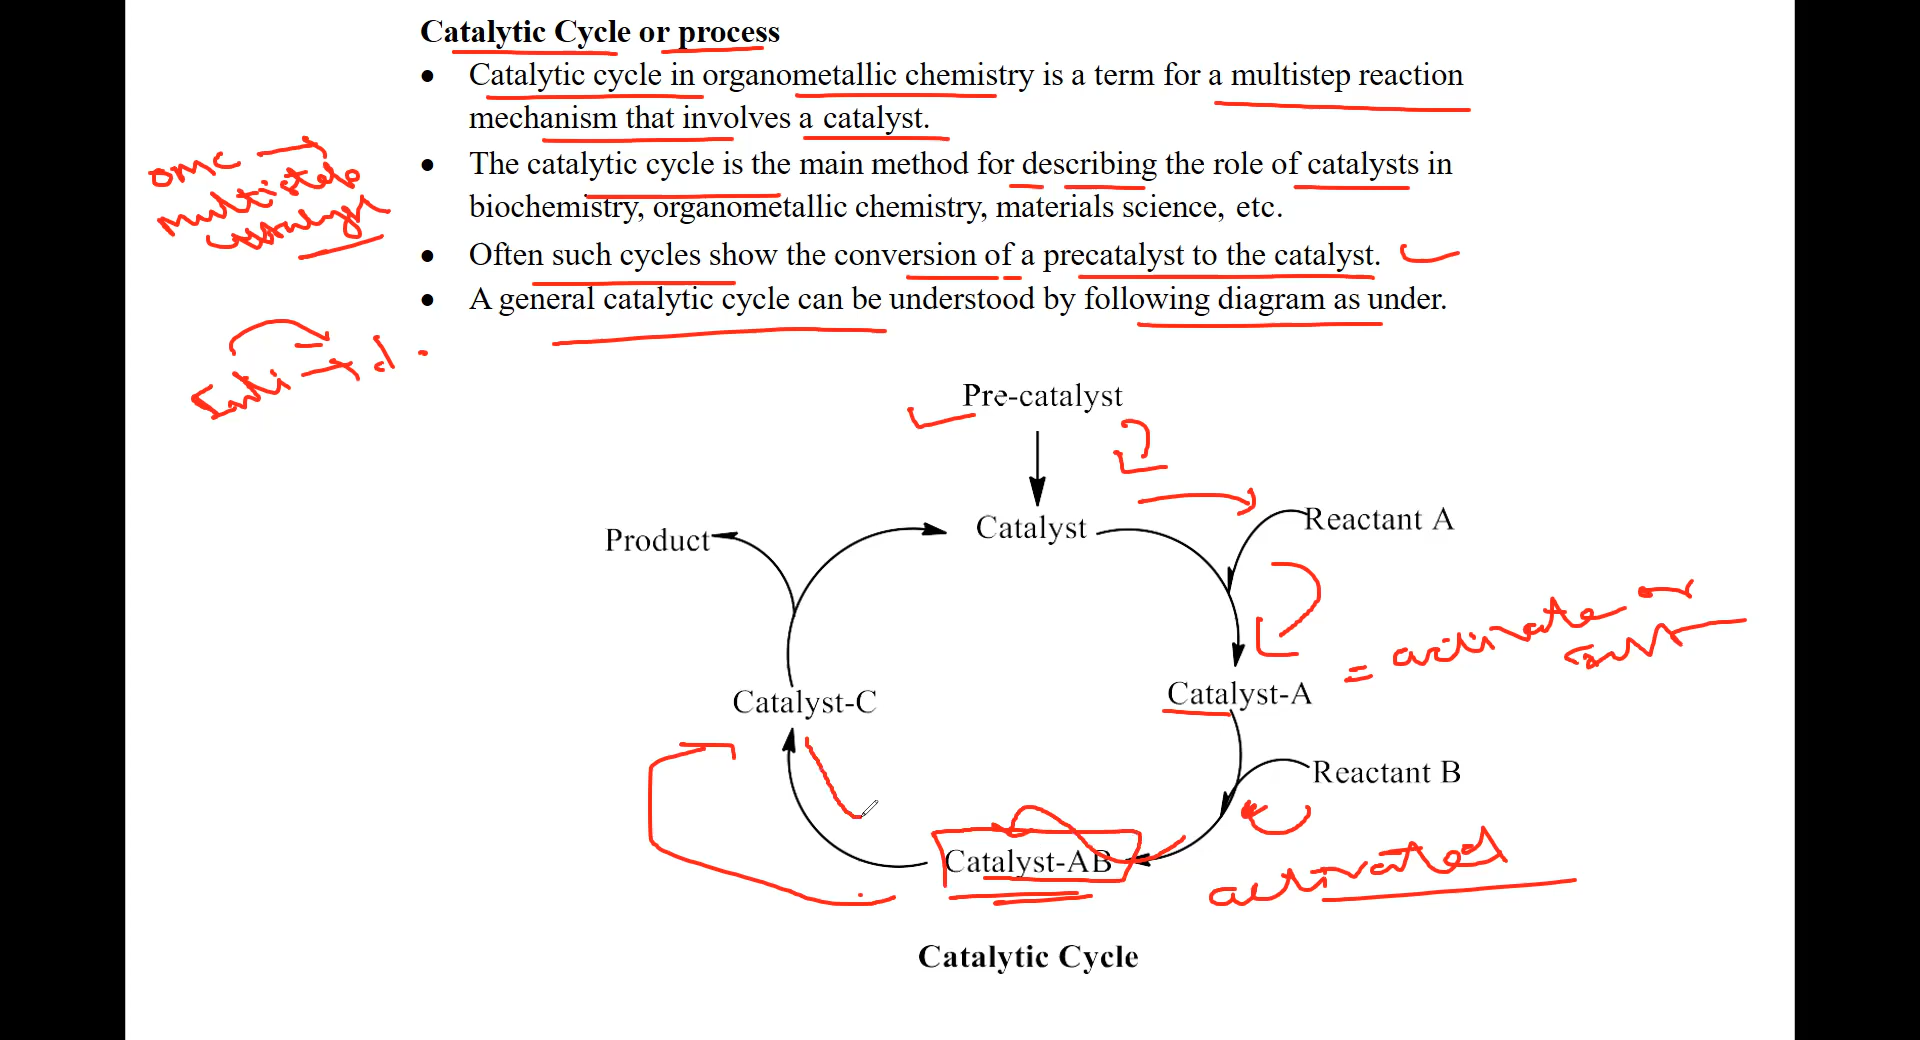 Catalytic Cycle or process
● Catalytic cycle in organometallic chemistry is a term for a multistep reaction
mechanism that involves a catalyst.
● The catalytic cycle is the main method for describing the role of catalysts in
biochemistry, organometallic chemistry, materials science, etc.
● Often such cycles show the conversion of a precatalyst to the catalyst.
● A general catalytic cycle can be understood by following diagram as under.
omc
multistep
Pre-catalyst
Catalyst
Reactant A
Product
= activate
Catalyst-A
Catalyst-C
Reactant B
Catalyst-AB
activated
Catalytic Cycle